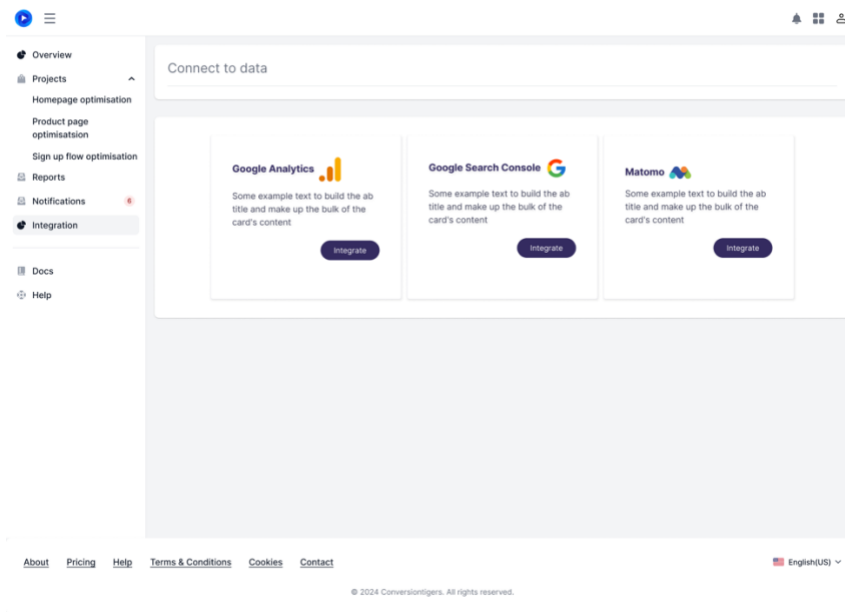 Overview
Projects
Homepage optimisation
Product page
optimisatsion
Sign up flow optimisation
Reports
Notifications 6
Integration
Docs
Help
Connect to data
Google Analytics
Some example text to build the ab
title and make up the bulk of the
card's content
Integrate
Google Search Console
Some example text to build the ab
title and make up the bulk of the
card's content
Integrate
Matomo
Some example text to build the ab
title and make up the bulk of the
card's content
Integrate
About Pricing Help Terms & Conditions Cookies Contact
English(US)
© 2024 Conversiontigers. All rights reserved.